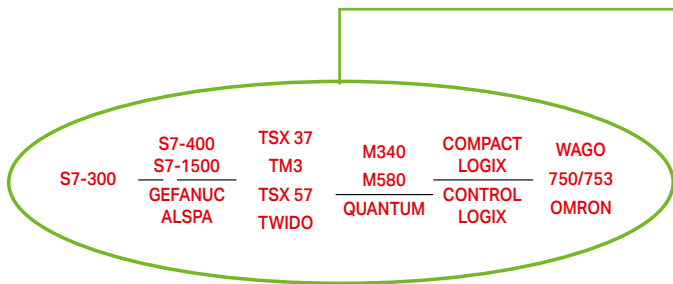 S7-300
S7-400
S7-1500
GEFANUC
ALSPA
TSX 37
TM3
TSX 57
TWIDO
M340
M580
QUANTUM
COMPACT
LOGIX
CONTROL
LOGIX
WAGO
750/753
OMRON